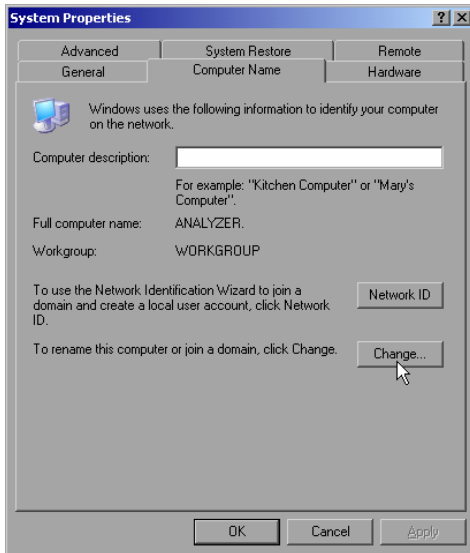 System Properties
Advanced System Restore Remote
General Computer Name Hardware
Windows uses the following information to identify your computer
on the network.
Computer description:
For example: "Kitchen Computer" or "Mary's
Computer".
Full computer name: ANALYZER.
Workgroup: WORKGROUP
To use the Network Identification Wizard to join a
domain and create a local user account, click Network
ID.
Network ID
To rename this computer or join a domain, click Change.
Change...
OK Cancel Apply